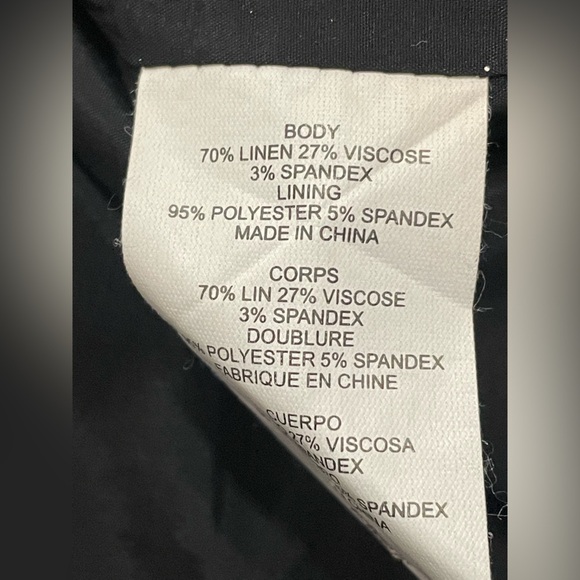 BODY
70% LINEN 27% VISCOSE
3% SPANDEX
LINING
95% POLYESTER 5% SPANDEX
MADE IN CHINA
CORPS
70% LIN 27% VISCOSE
3% SPANDEX
DOUBLURE
POLYESTER 5% SPANDEX
FABRIQUE EN CHINE
CUERPO
27% VISCOSA
SPANDEX